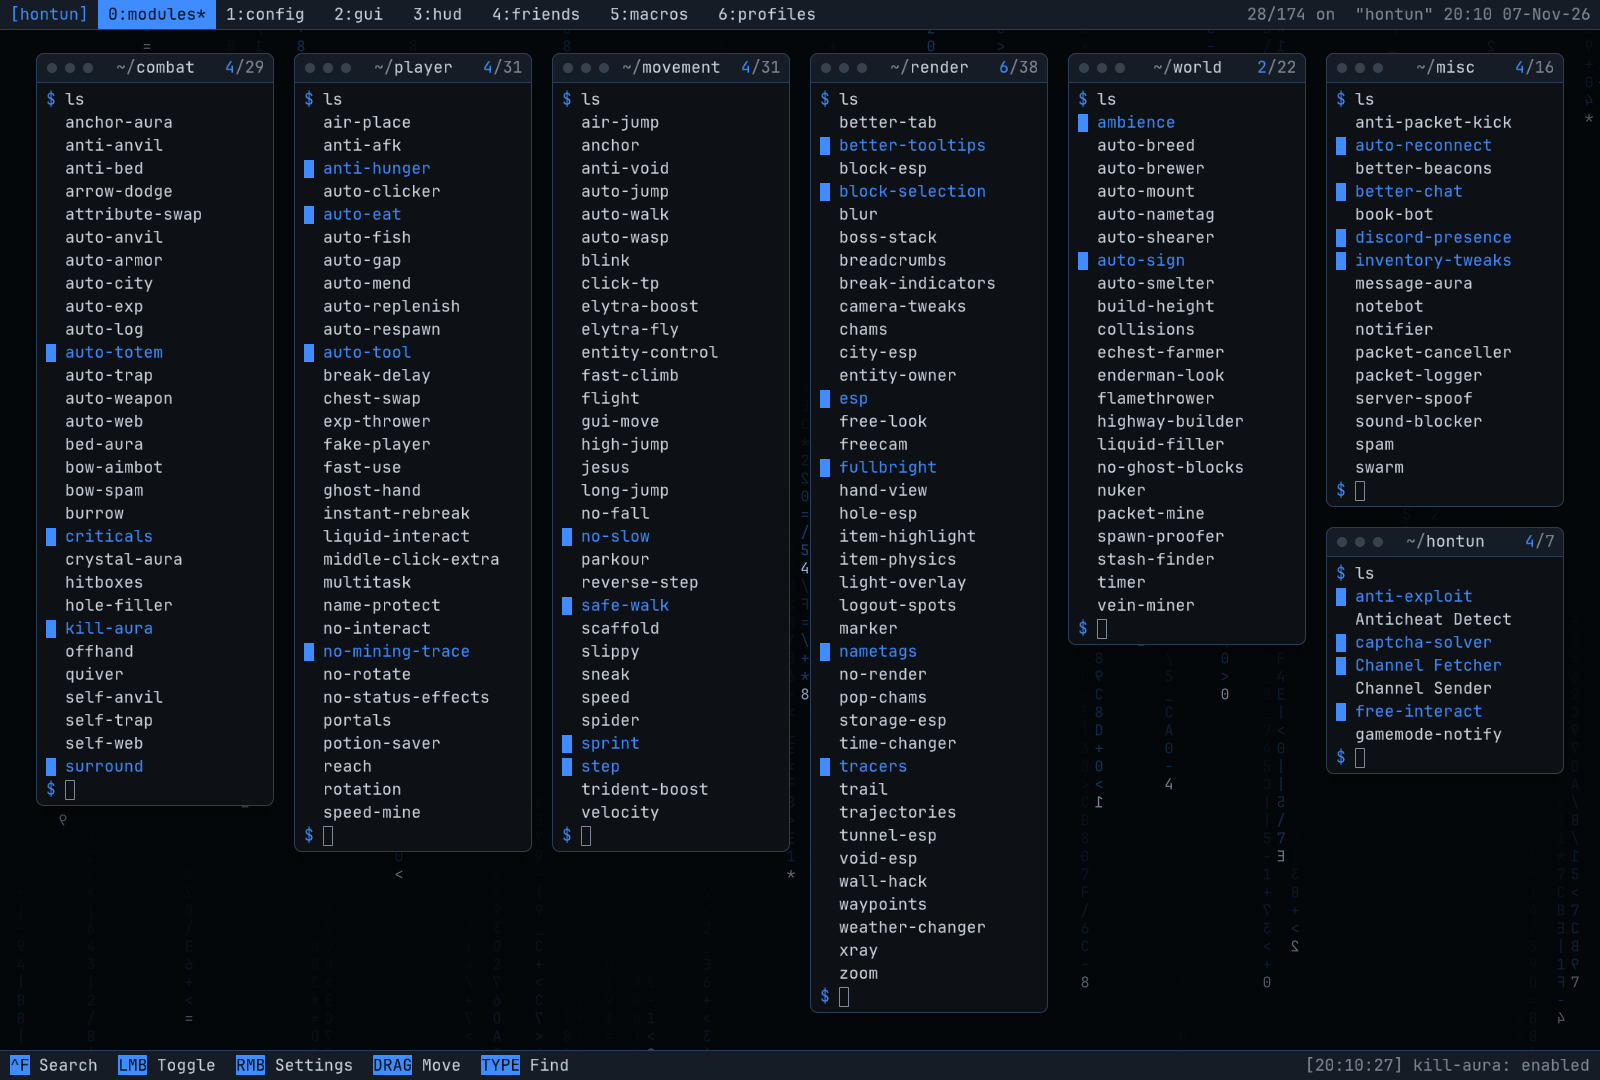 [hontun] 0:modules* 1:config 2:gui 3:hud 4:friends 5:macros 6:profiles 28/174 on "hontun" 20:10 07-Nov-26
~/combat 4/29
$ ls
anchor-aura
anti-anvil
anti-bed
arrow-dodge
attribute-swap
auto-anvil
auto-armor
auto-city
auto-exp
auto-log
auto-totem
auto-trap
auto-weapon
auto-web
bed-aura
bow-aimbot
bow-spam
burrow
criticals
crystal-aura
hitboxes
hole-filler
kill-aura
offhand
quiver
self-anvil
self-trap
self-web
surround
$
~/player 4/31
$ ls
air-place
anti-afk
anti-hunger
auto-clicker
auto-eat
auto-fish
auto-gap
auto-mend
auto-replenish
auto-respawn
auto-tool
break-delay
chest-swap
exp-thrower
fake-player
fast-use
ghost-hand
instant-rebreak
liquid-interact
middle-click-extra
multitask
name-protect
no-interact
no-mining-trace
no-rotate
no-status-effects
portals
potion-saver
reach
rotation
speed-mine
$
~/movement 4/31
$ ls
air-jump
anchor
anti-void
auto-jump
auto-walk
auto-wasp
blink
click-tp
elytra-boost
elytra-fly
entity-control
fast-climb
flight
gui-move
high-jump
jesus
long-jump
no-fall
no-slow
parkour
reverse-step
safe-walk
scaffold
slippy
sneak
speed
spider
sprint
step
trident-boost
velocity
$
~/render 6/38
$ ls
better-tab
better-tooltips
block-esp
block-selection
blur
boss-stack
breadcrumbs
break-indicators
camera-tweaks
chams
city-esp
entity-owner
esp
free-look
freecam
fullbright
hand-view
hole-esp
item-highlight
item-physics
light-overlay
logout-spots
marker
nametags
no-render
pop-chams
storage-esp
time-changer
tracers
trail
trajectories
tunnel-esp
void-esp
wall-hack
waypoints
weather-changer
xray
zoom
$
~/world 2/22
$ ls
ambience
auto-breed
auto-brewer
auto-mount
auto-nametag
auto-shearer
auto-sign
auto-smelter
build-height
collisions
echest-farmer
enderman-look
flamethrower
highway-builder
liquid-filler
no-ghost-blocks
nuker
packet-mine
spawn-proofer
stash-finder
timer
vein-miner
$
~/misc 4/16
$ ls
anti-packet-kick
auto-reconnect
better-beacons
better-chat
book-bot
discord-presence
inventory-tweaks
message-aura
notebot
notifier
packet-canceller
packet-logger
server-spoof
sound-blocker
spam
swarm
$
~/hontun 4/7
$ ls
anti-exploit
Anticheat Detect
captcha-solver
Channel Fetcher
Channel Sender
free-interact
gamemode-notify
$
^F Search LMB Toggle RMB Settings DRAG Move TYPE Find [20:10:27] kill-aura: enabled